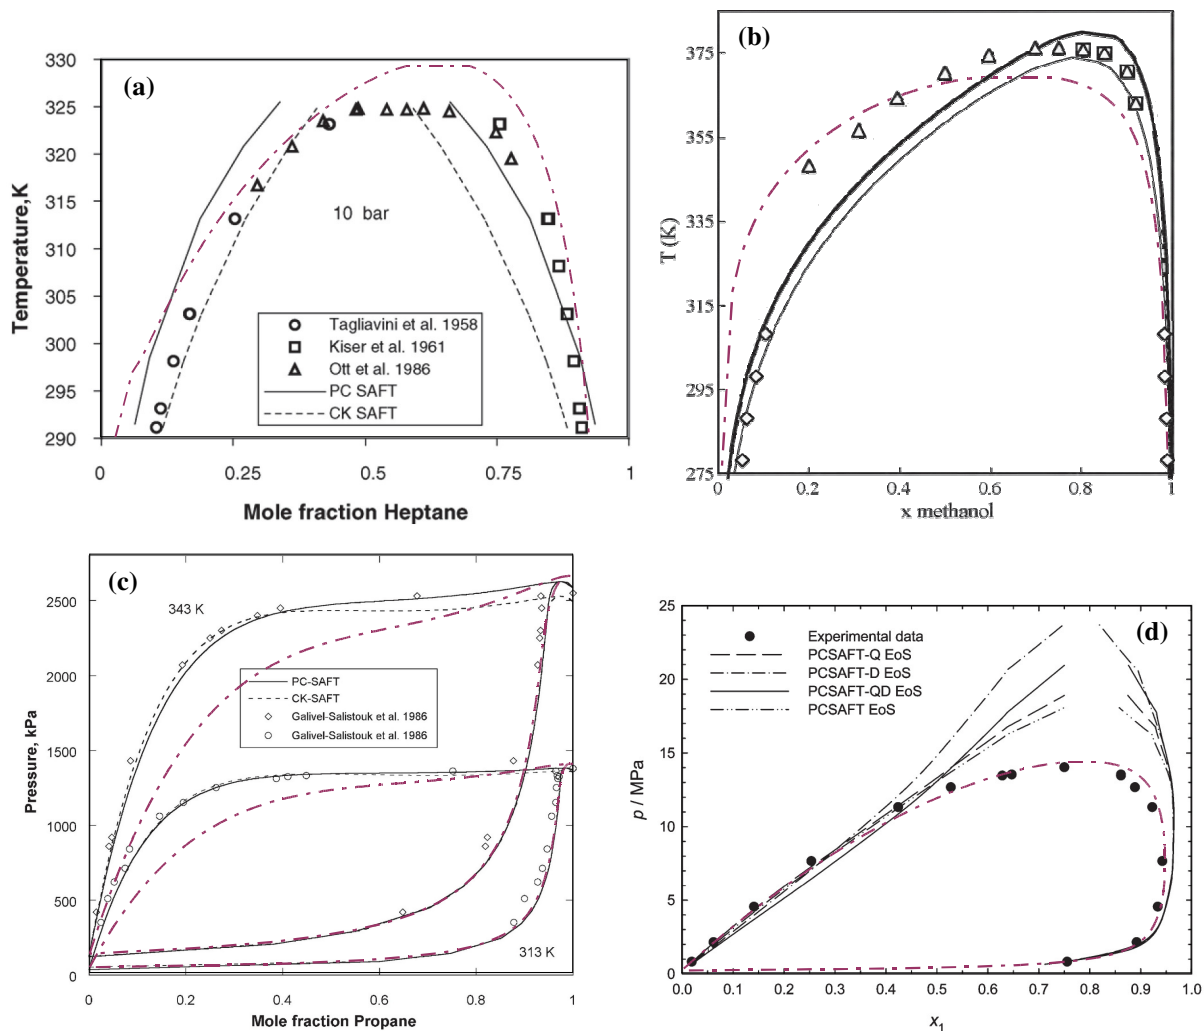 (a)
330
325
320
315
310
305
300
295
290
Temperature,K
10 bar
Tagliavini et al. 1958
Kiser et al. 1961
Ott et al. 1986
PC SAFT
CK SAFT
0 0.25 0.5 0.75 1
Mole fraction Heptane
(b)
375
355
335
315
295
275
T (K)
0 0.1 0.2 0.4 0.6 0.8 1
x methanol
(c)
2500
2000
1500
1000
500
0
Pressure, kPa
343 K
PC-SAFT
CK-SAFT
Galivel-Salistouk et al. 1986
Galivel-Salistouk et al. 1986
313 K
0 0.2 0.4 0.6 0.8 1
Mole fraction Propane
(d)
25
20
15
10
5
0
p / MPa
Experimental data
PCSAFT-Q EoS
PCSAFT-D EoS
PCSAFT-QD EoS
PCSAFT EoS
0.0 0.1 0.2 0.3 0.4 0.5 0.6 0.7 0.8 0.9 1.0
x1